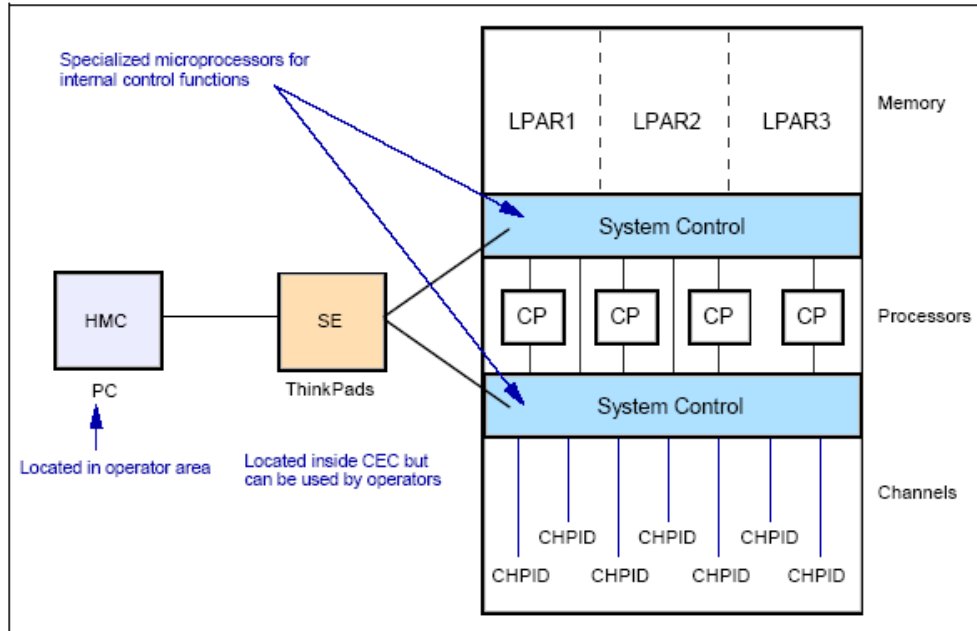 Specialized microprocessors for
internal control functions
Memory
LPAR1 LPAR2 LPAR3
System Control
HMC
SE
CP CP CP CP
Processors
PC
ThinkPads
System Control
Located in operator area
Located inside CEC but
can be used by operators
Channels
CHPID CHPID CHPID
CHPID CHPID CHPID CHPID